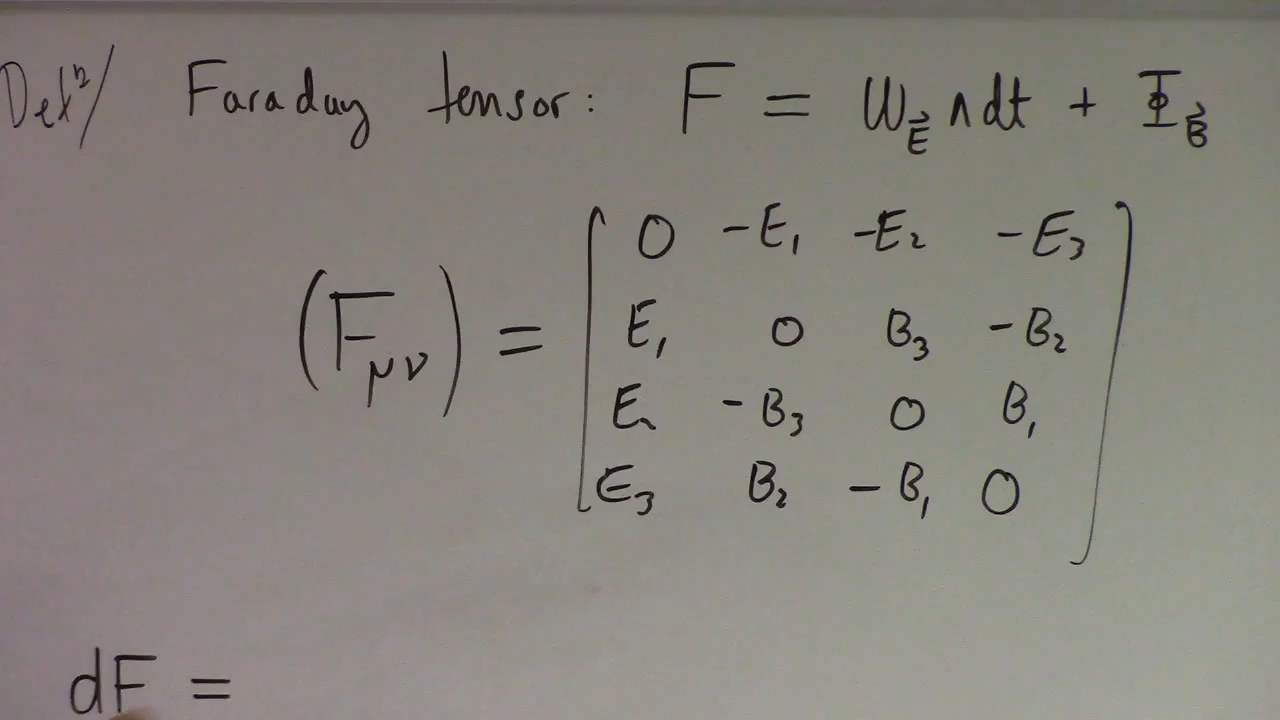 Defⁿ/ Faraday tensor: F = ω_E⃗ ∧ dt + Φ_B⃗
(F_μν) = [ 0 -E₁ -E₂ -E₃
E₁ 0 B₃ -B₂
E₂ -B₃ 0 B₁
E₃ B₂ -B₁ 0 ]
dF =